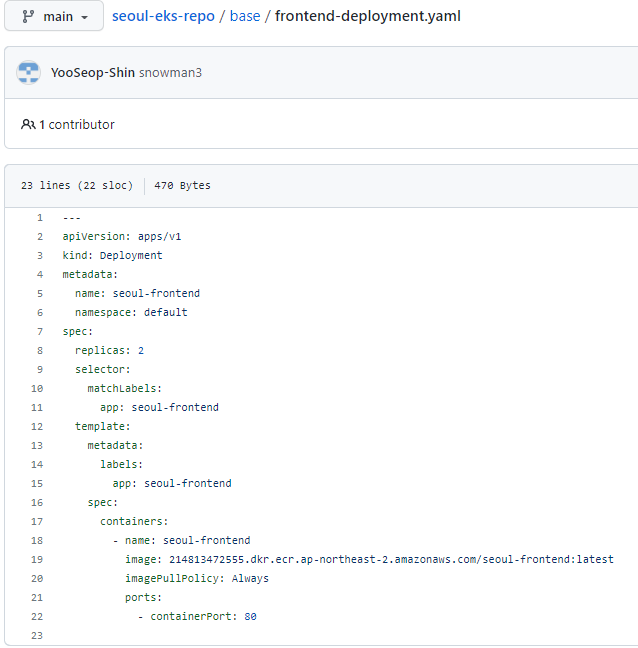 main
seoul-eks-repo / base / frontend-deployment.yaml
YooSeop-Shin snowman3
1 contributor
23 lines (22 sloc) 470 Bytes
1 ---
2 apiVersion: apps/v1
3 kind: Deployment
4 metadata:
5   name: seoul-frontend
6   namespace: default
7 spec:
8   replicas: 2
9   selector:
10     matchLabels:
11       app: seoul-frontend
12   template:
13     metadata:
14       labels:
15         app: seoul-frontend
16     spec:
17       containers:
18         - name: seoul-frontend
19           image: 214813472555.dkr.ecr.ap-northeast-2.amazonaws.com/seoul-frontend:latest
20           imagePullPolicy: Always
21           ports:
22             - containerPort: 80
23